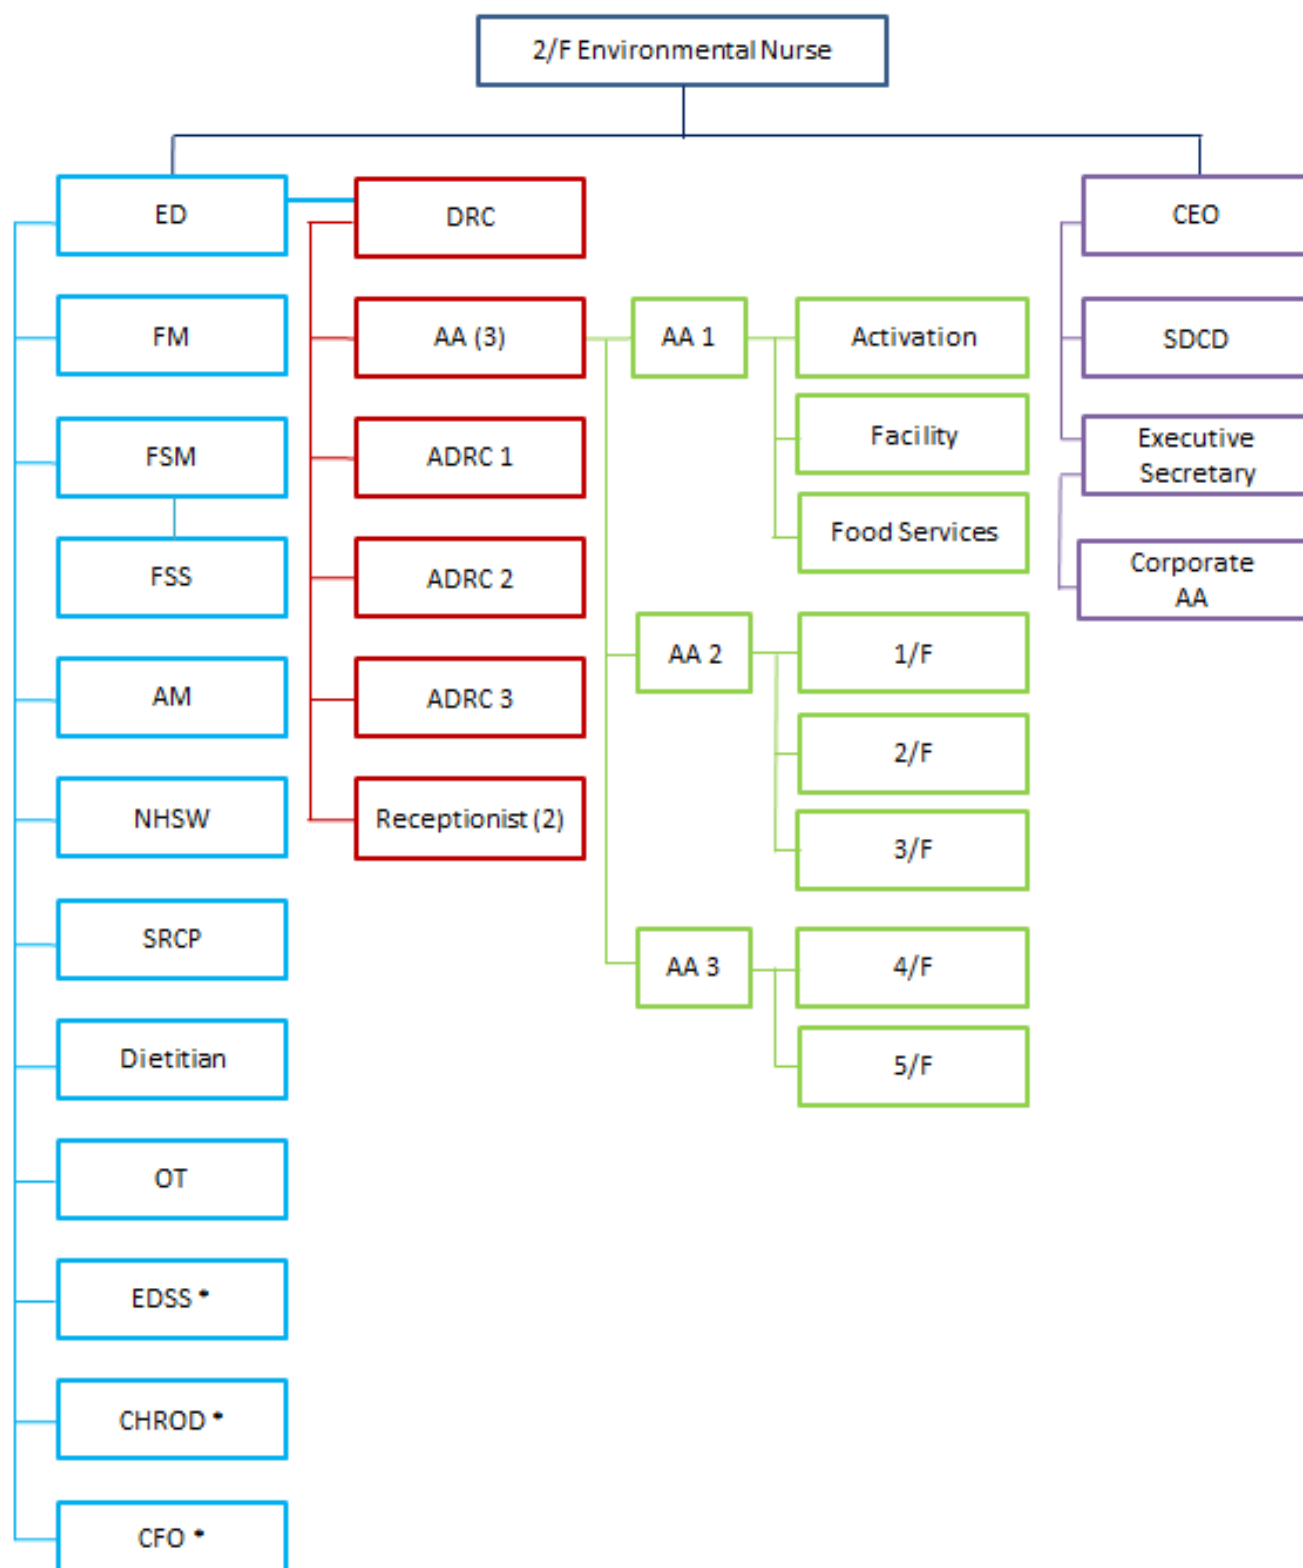 2/F Environmental Nurse
ED
FM
FSM
FSS
AM
NHSW
SRCP
Dietitian
OT
EDSS *
CHROD *
CFO *
DRC
AA (3)
ADRC 1
ADRC 2
ADRC 3
Receptionist (2)
AA 1
Activation
Facility
Food Services
AA 2
1/F
2/F
3/F
AA 3
4/F
5/F
CEO
SDCD
Executive
Secretary
Corporate
AA